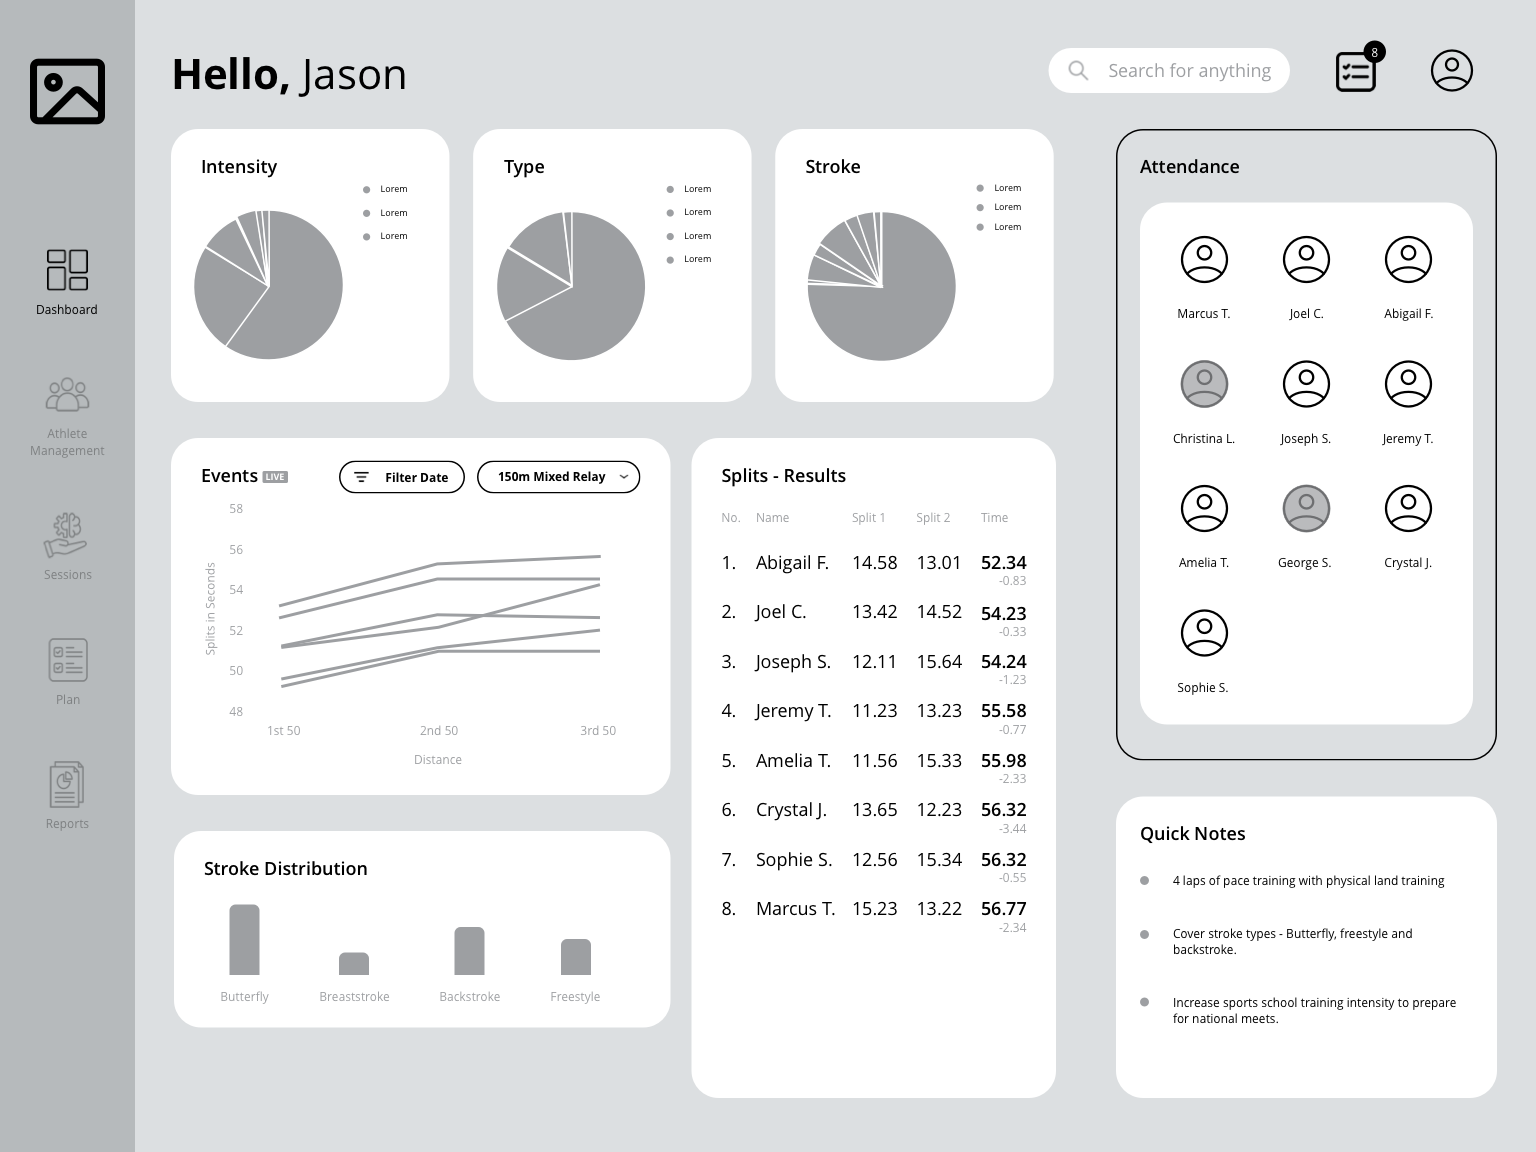 Hello, Jason
Search for anything
8
Dashboard
Athlete
Management
Sessions
Plan
Reports
Intensity
Lorem
Lorem
Lorem
Type
Lorem
Lorem
Lorem
Lorem
Stroke
Lorem
Lorem
Lorem
Attendance
Marcus T. Joel C. Abigail F.
Christina L. Joseph S. Jeremy T.
Amelia T. George S. Crystal J.
Sophie S.
Events LIVE Filter Date 150m Mixed Relay
58
56
54
52
50
48
Splits in Seconds
1st 50 2nd 50 3rd 50
Distance
Splits - Results
No. Name Split 1 Split 2 Time
1. Abigail F. 14.58 13.01 52.34
-0.83
2. Joel C. 13.42 14.52 54.23
-0.33
3. Joseph S. 12.11 15.64 54.24
-1.23
4. Jeremy T. 11.23 13.23 55.58
-0.77
5. Amelia T. 11.56 15.33 55.98
-2.33
6. Crystal J. 13.65 12.23 56.32
-3.44
7. Sophie S. 12.56 15.34 56.32
-0.55
8. Marcus T. 15.23 13.22 56.77
-2.34
Stroke Distribution
Butterfly Breaststroke Backstroke Freestyle
Quick Notes
4 laps of pace training with physical land training
Cover stroke types - Butterfly, freestyle and
backstroke.
Increase sports school training intensity to prepare
for national meets.